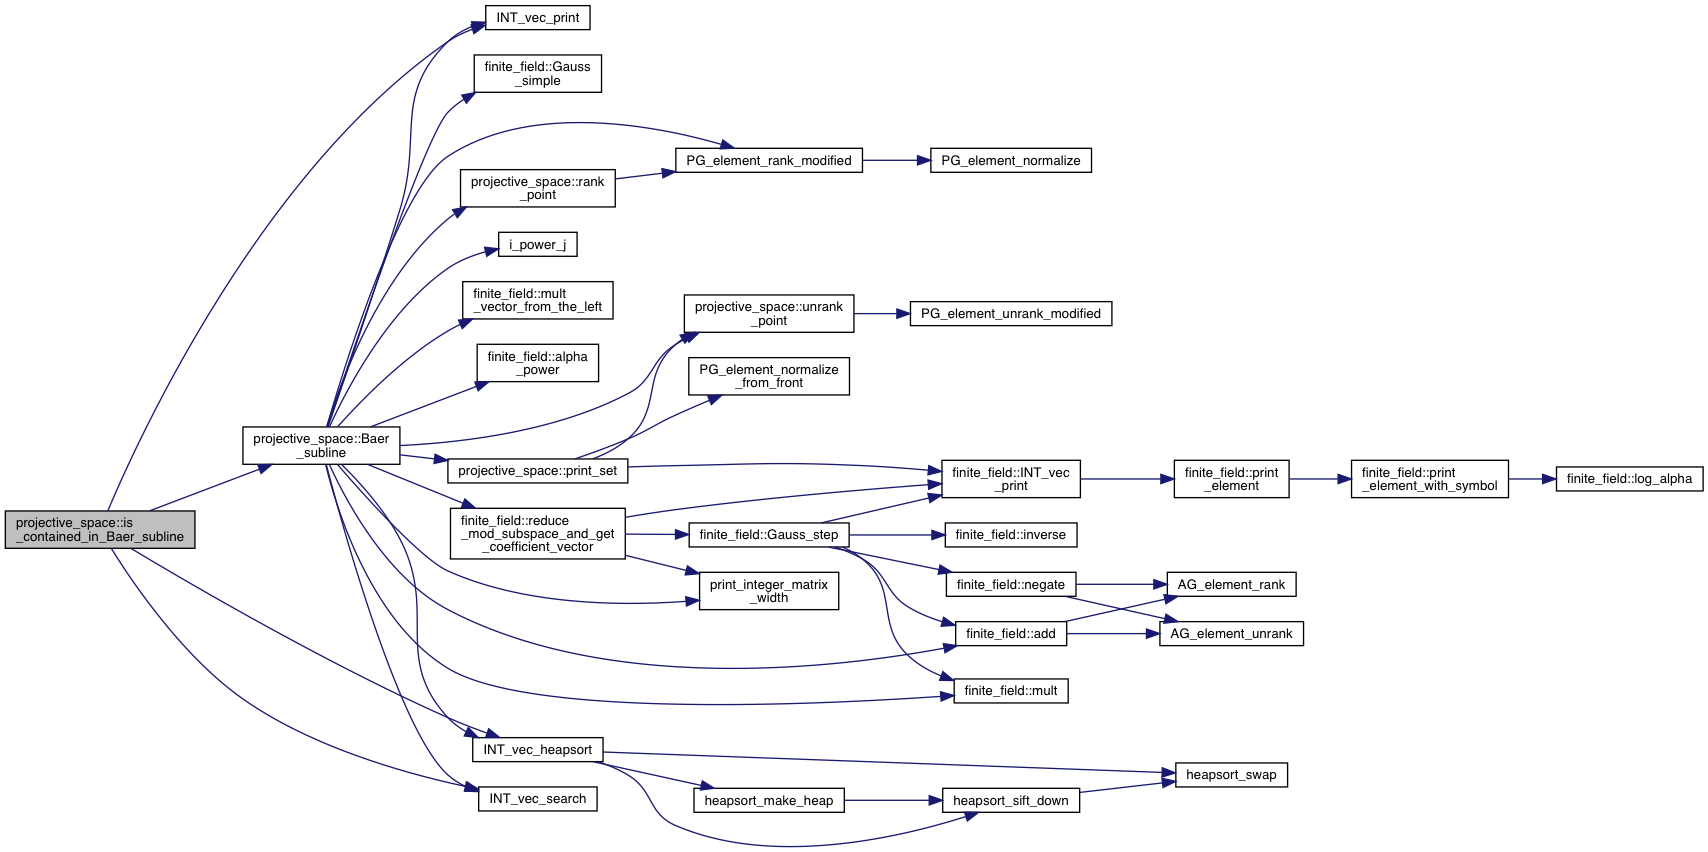 projective_space::is
_contained_in_Baer_subline
projective_space::Baer
_subline
INT_vec_print
finite_field::Gauss
_simple
PG_element_rank_modified
PG_element_normalize
projective_space::rank
_point
i_power_j
finite_field::mult
_vector_from_the_left
projective_space::unrank
_point
PG_element_unrank_modified
finite_field::alpha
_power
PG_element_normalize
_from_front
projective_space::print_set
finite_field::INT_vec
_print
finite_field::print
_element
finite_field::print
_element_with_symbol
finite_field::log_alpha
finite_field::reduce
_mod_subspace_and_get
_coefficient_vector
finite_field::Gauss_step
finite_field::inverse
print_integer_matrix
_width
finite_field::negate
AG_element_rank
finite_field::add
AG_element_unrank
finite_field::mult
INT_vec_heapsort
heapsort_swap
INT_vec_search
heapsort_make_heap
heapsort_sift_down